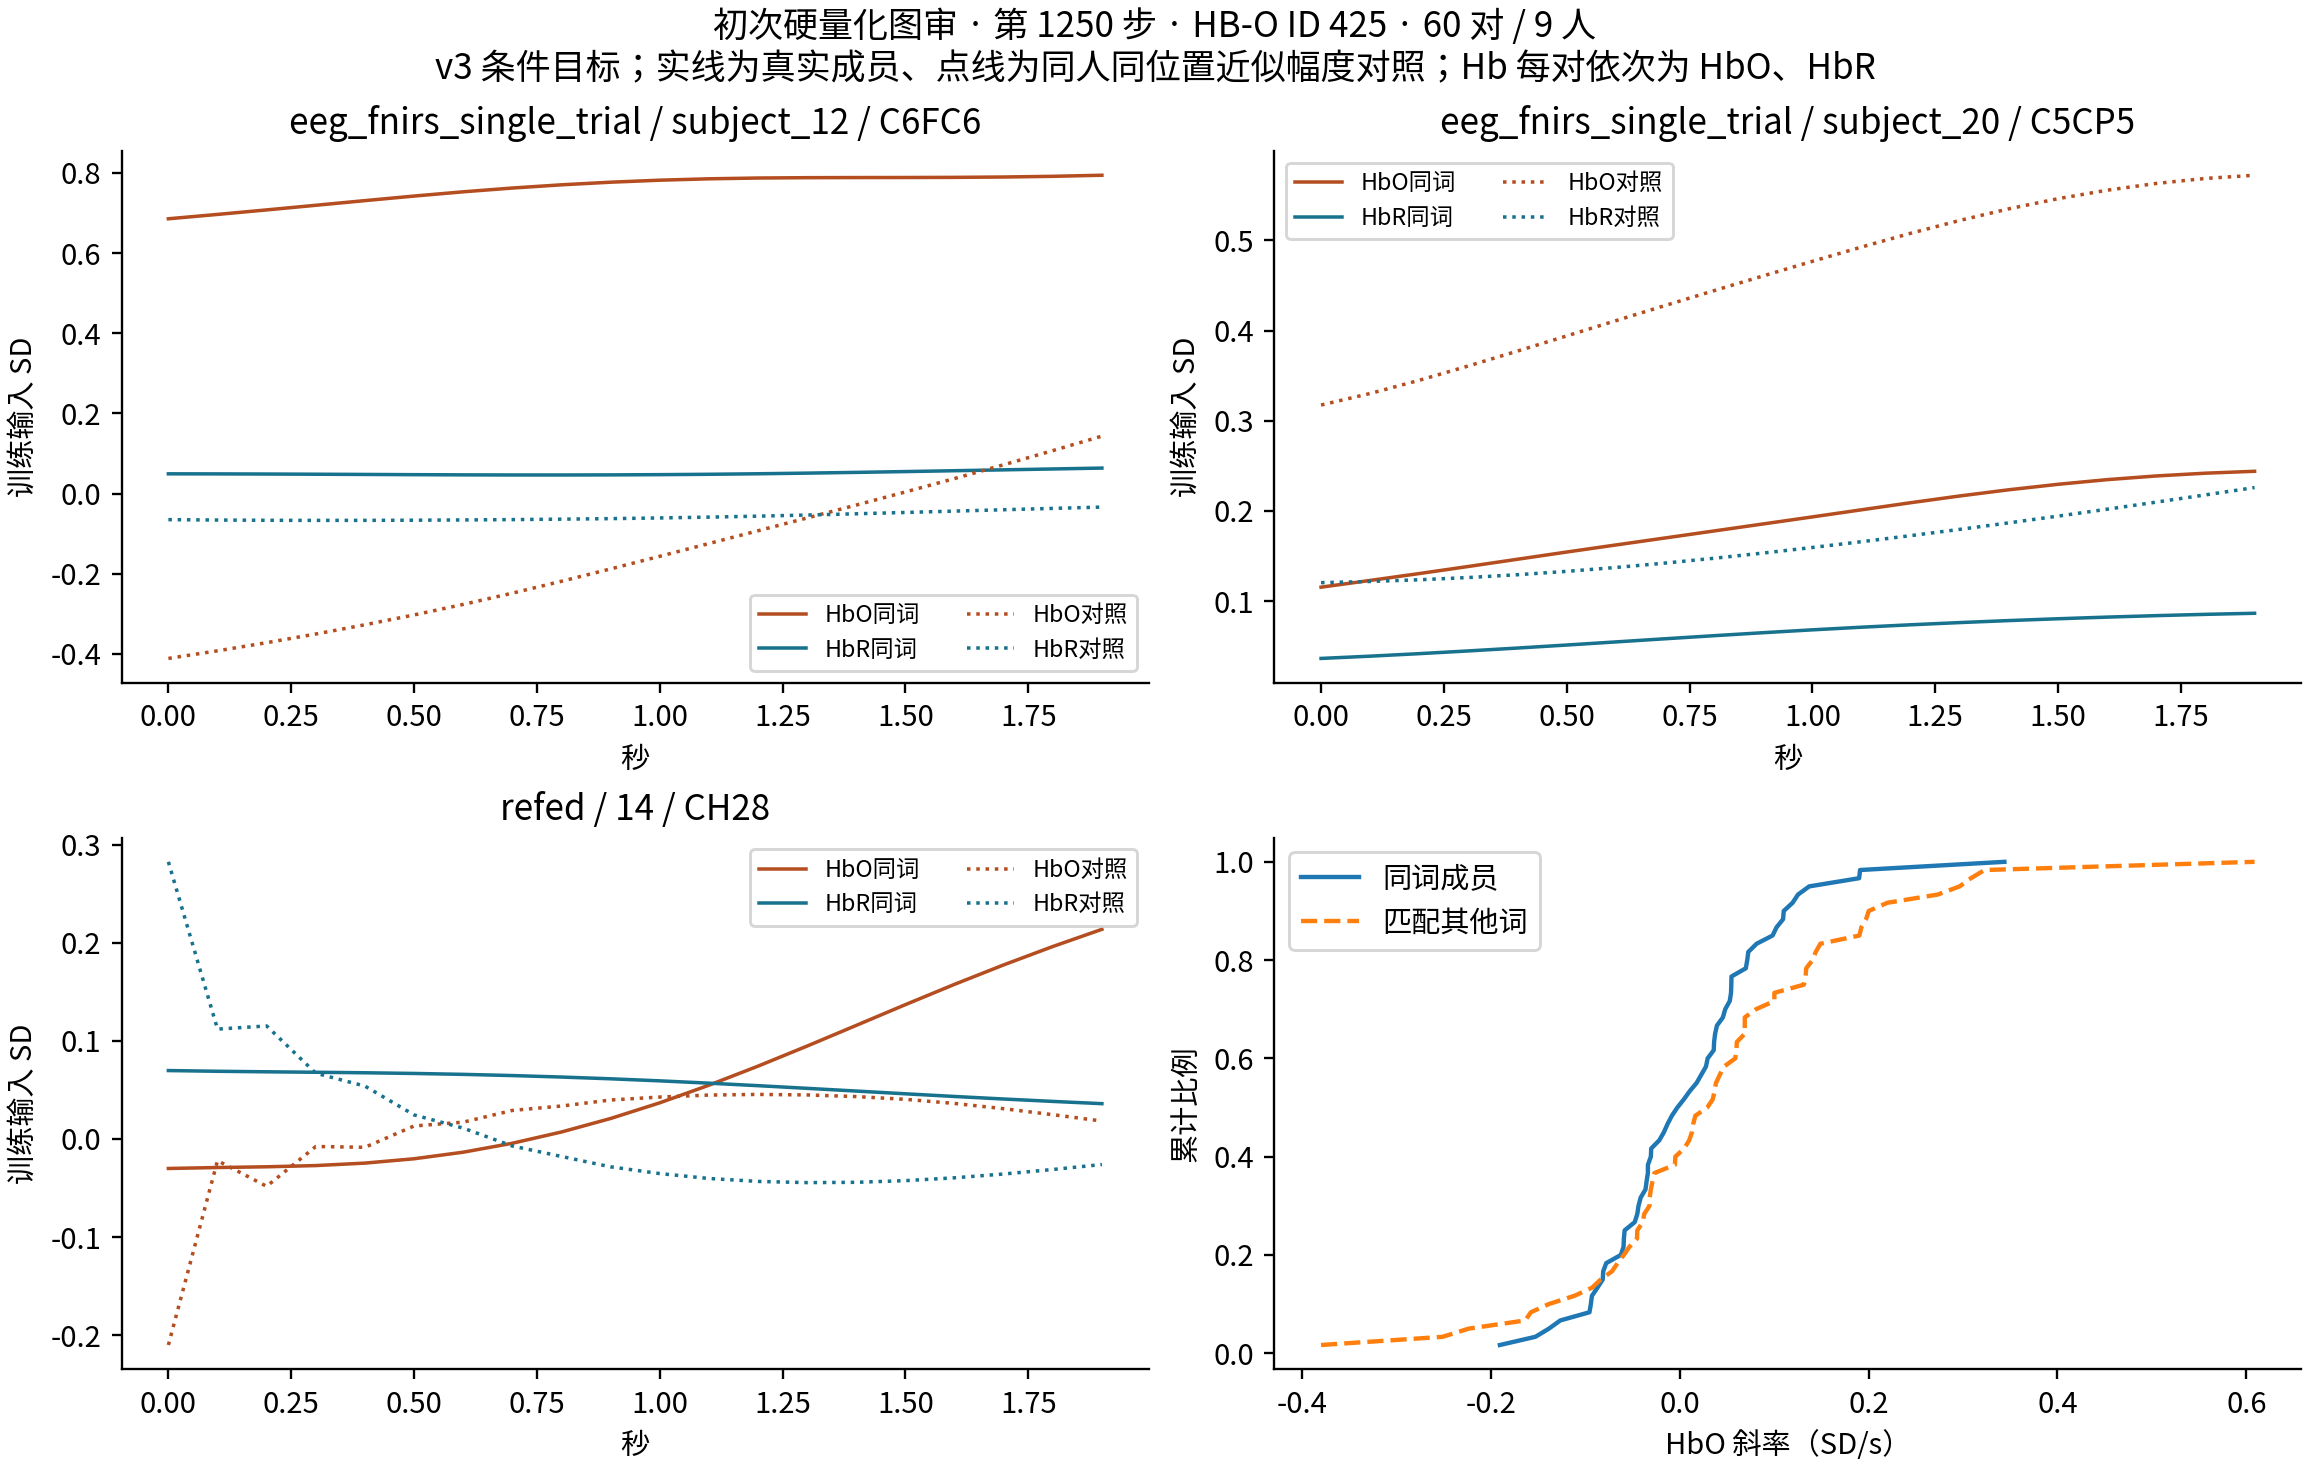 初次硬量化图审 · 第 1250 步 · HB-O ID 425 · 60 对 / 9 人
v3 条件目标；实线为真实成员、点线为同人同位置近似幅度对照；Hb 每对依次为 HbO、HbR
eeg_fnirs_single_trial / subject_12 / C6FC6
训练输入 SD
0.8
0.6
0.4
0.2
0.0
-0.2
-0.4
HbO同词
HbO对照
HbR同词
HbR对照
0.00 0.25 0.50 0.75 1.00 1.25 1.50 1.75
秒
eeg_fnirs_single_trial / subject_20 / C5CP5
训练输入 SD
HbO同词
HbO对照
HbR同词
HbR对照
0.5
0.4
0.3
0.2
0.1
0.00 0.25 0.50 0.75 1.00 1.25 1.50 1.75
秒
refed / 14 / CH28
训练输入 SD
0.3
0.2
0.1
0.0
-0.1
-0.2
HbO同词
HbO对照
HbR同词
HbR对照
0.00 0.25 0.50 0.75 1.00 1.25 1.50 1.75
秒
累计比例
1.0
0.8
0.6
0.4
0.2
0.0
同词成员
匹配其他词
-0.4 -0.2 0.0 0.2 0.4 0.6
HbO 斜率（SD/s）